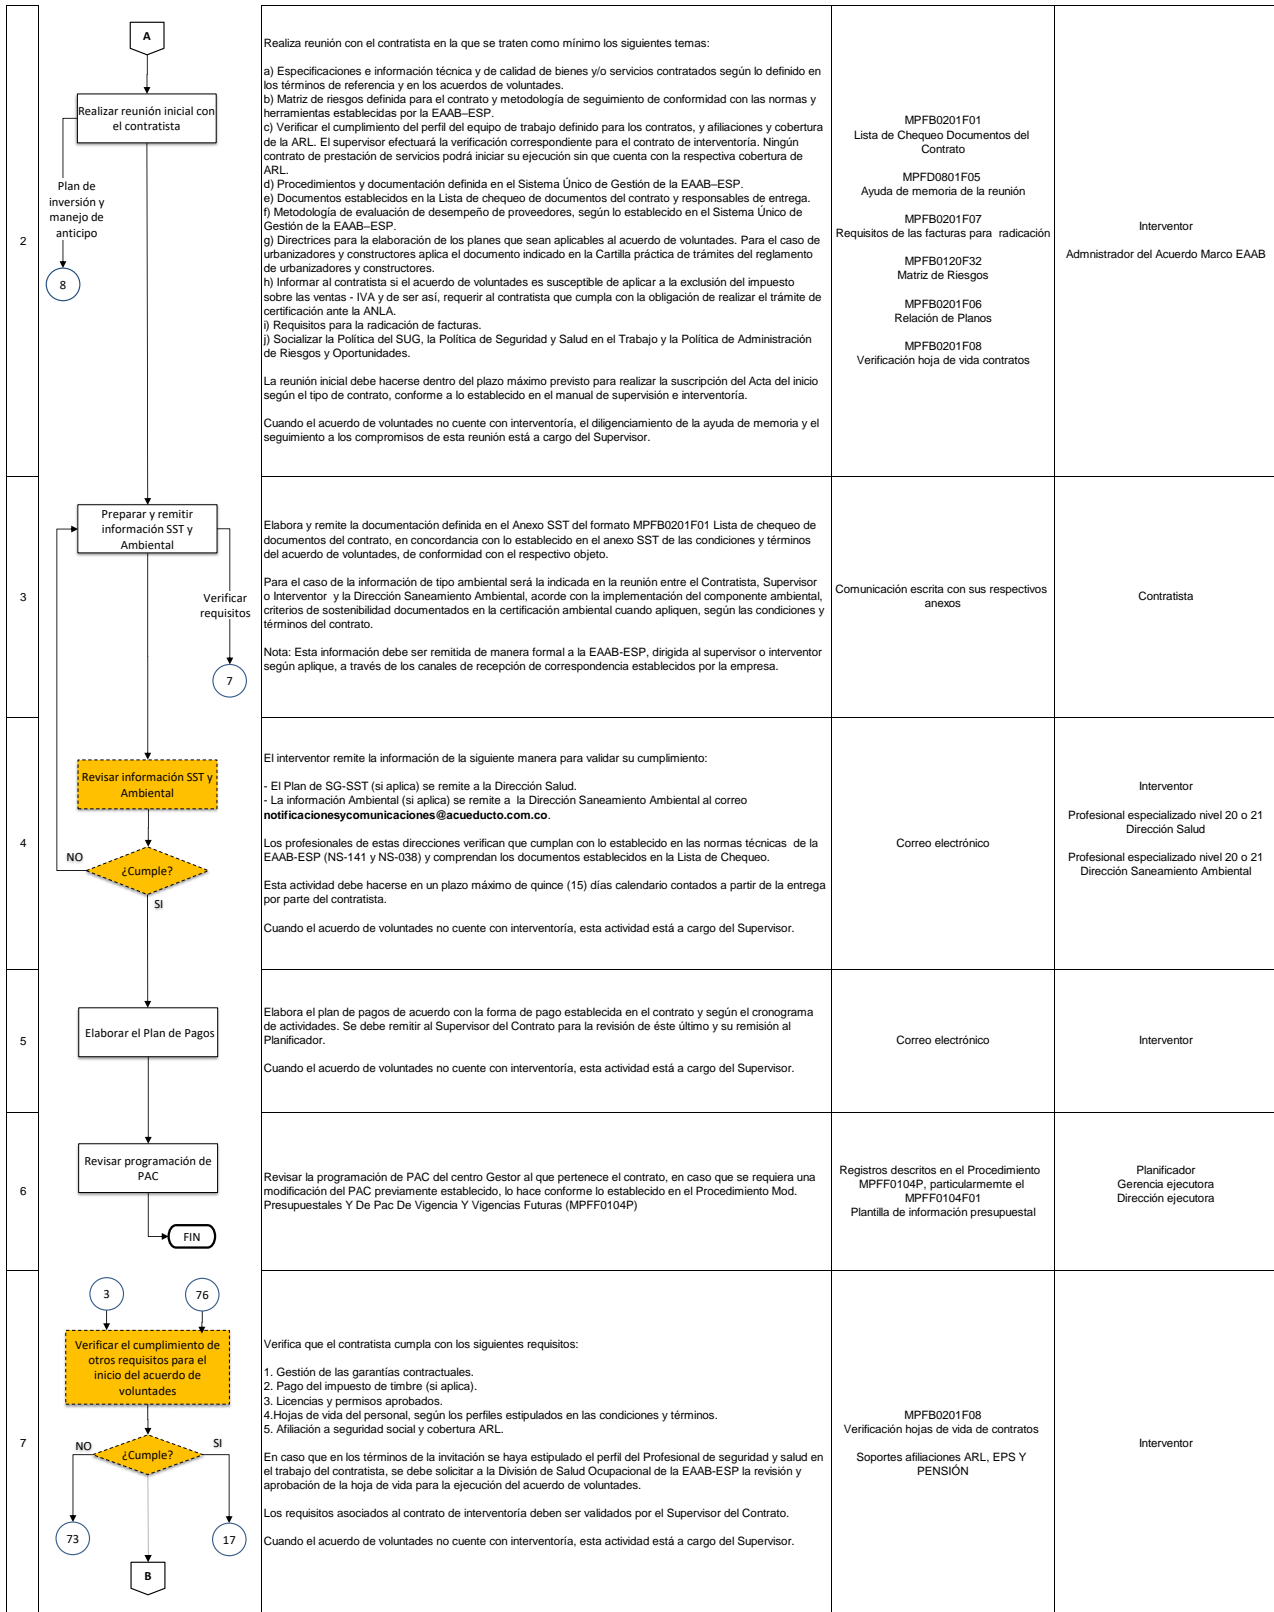 2
A
Realizar reunión inicial con
el contratista
Plan de
inversión y
manejo de
anticipo
8
Realiza reunión con el contratista en la que se traten como mínimo los siguientes temas:
a) Especificaciones e información técnica y de calidad de bienes y/o servicios contratados según lo definido en
los términos de referencia y en los acuerdos de voluntades.
b) Matriz de riesgos definida para el contrato y metodología de seguimiento de conformidad con las normas y
herramientas establecidas por la EAAB–ESP.
c) Verificar el cumplimiento del perfil del equipo de trabajo definido para los contratos, y afiliaciones y cobertura
de la ARL. El supervisor efectuará la verificación correspondiente para el contrato de interventoría. Ningún
contrato de prestación de servicios podrá iniciar su ejecución sin que cuenta con la respectiva cobertura de
ARL.
d) Procedimientos y documentación definida en el Sistema Único de Gestión de la EAAB–ESP.
e) Documentos establecidos en la Lista de chequeo de documentos del contrato y responsables de entrega.
f) Metodología de evaluación de desempeño de proveedores, según lo establecido en el Sistema Único de
Gestión de la EAAB–ESP.
g) Directrices para la elaboración de los planes que sean aplicables al acuerdo de voluntades. Para el caso de
urbanizadores y constructores aplica el documento indicado en la Cartilla práctica de trámites del reglamento
de urbanizadores y constructores.
h) Informar al contratista si el acuerdo de voluntades es susceptible de aplicar a la exclusión del impuesto
sobre las ventas - IVA y de ser así, requerir al contratista que cumpla con la obligación de realizar el trámite de
certificación ante la ANLA.
i) Requisitos para la radicación de facturas.
j) Socializar la Política del SUG, la Política de Seguridad y Salud en el Trabajo y la Política de Administración
de Riesgos y Oportunidades.
La reunión inicial debe hacerse dentro del plazo máximo previsto para realizar la suscripción del Acta del inicio
según el tipo de contrato, conforme a lo establecido en el manual de supervisión e interventoría.
Cuando el acuerdo de voluntades no cuente con interventoría, el diligenciamiento de la ayuda de memoria y el
seguimiento a los compromisos de esta reunión está a cargo del Supervisor.
MPFB0201F01
Lista de Chequeo Documentos del
Contrato
MPFD0801F05
Ayuda de memoria de la reunión
MPFB0201F07
Requisitos de las facturas para  radicación
MPFB0120F32
Matriz de Riesgos
MPFB0201F06
Relación de Planos
MPFB0201F08
Verificación hoja de vida contratos
Interventor
Admnistrador del Acuerdo Marco EAAB
3
Preparar y remitir
información SST y
Ambiental
Verificar
requisitos
7
Elabora y remite la documentación definida en el Anexo SST del formato MPFB0201F01 Lista de chequeo de
documentos del contrato, en concordancia con lo establecido en el anexo SST de las condiciones y términos
del acuerdo de voluntades, de conformidad con el respectivo objeto.
Para el caso de la información de tipo ambiental será la indicada en la reunión entre el Contratista, Supervisor
o Interventor  y la Dirección Saneamiento Ambiental, acorde con la implementación del componente ambiental,
criterios de sostenibilidad documentados en la certificación ambiental cuando apliquen, según las condiciones y
términos del contrato.
Nota: Esta información debe ser remitida de manera formal a la EAAB-ESP, dirigida al supervisor o interventor
según aplique, a través de los canales de recepción de correspondencia establecidos por la empresa.
Comunicación escrita con sus respectivos
anexos
Contratista
4
Revisar información SST y
Ambiental
¿Cumple?
NO
SI
El interventor remite la información de la siguiente manera para validar su cumplimiento:
- El Plan de SG-SST (si aplica) se remite a la Dirección Salud.
- La información Ambiental (si aplica) se remite a  la Dirección Saneamiento Ambiental al correo
notificacionesycomunicaciones@acueducto.com.co.
Los profesionales de estas direcciones verifican que cumplan con lo establecido en las normas técnicas  de la
EAAB-ESP (NS-141 y NS-038) y comprendan los documentos establecidos en la Lista de Chequeo.
Esta actividad debe hacerse en un plazo máximo de quince (15) días calendario contados a partir de la entrega
por parte del contratista.
Cuando el acuerdo de voluntades no cuente con interventoría, esta actividad está a cargo del Supervisor.
Correo electrónico
Interventor
Profesional especializado nivel 20 o 21
Dirección Salud
Profesional especializado nivel 20 o 21
Dirección Saneamiento Ambiental
5
Elaborar el Plan de Pagos
Elabora el plan de pagos de acuerdo con la forma de pago establecida en el contrato y según el cronograma
de actividades. Se debe remitir al Supervisor del Contrato para la revisión de éste último y su remisión al
Planificador.
Cuando el acuerdo de voluntades no cuente con interventoría, esta actividad está a cargo del Supervisor.
Correo electrónico
Interventor
6
Revisar programación de
PAC
FIN
Revisar la programación de PAC del centro Gestor al que pertenece el contrato, en caso que se requiera una
modificación del PAC previamente establecido, lo hace conforme lo establecido en el Procedimiento Mod.
Presupuestales Y De Pac De Vigencia Y Vigencias Futuras (MPFF0104P)
Registros descritos en el Procedimiento
MPFF0104P, particularmemte el
MPFF0104F01
Plantilla de información presupuestal
Planificador
Gerencia ejecutora
Dirección ejecutora
7
3
76
Verificar el cumplimiento de
otros requisitos para el
inicio del acuerdo de
voluntades
¿Cumple?
NO
SI
73
17
B
Verifica que el contratista cumpla con los siguientes requisitos:
1. Gestión de las garantías contractuales.
2. Pago del impuesto de timbre (si aplica).
3. Licencias y permisos aprobados.
4.Hojas de vida del personal, según los perfiles estipulados en las condiciones y términos.
5. Afiliación a seguridad social y cobertura ARL.
En caso que en los términos de la invitación se haya estipulado el perfil del Profesional de seguridad y salud en
el trabajo del contratista, se debe solicitar a la División de Salud Ocupacional de la EAAB-ESP la revisión y
aprobación de la hoja de vida para la ejecución del acuerdo de voluntades.
Los requisitos asociados al contrato de interventoría deben ser validados por el Supervisor del Contrato.
Cuando el acuerdo de voluntades no cuente con interventoría, esta actividad está a cargo del Supervisor.
MPFB0201F08
Verificación hojas de vida de contratos
Soportes afiliaciones ARL, EPS Y
PENSIÓN
Interventor